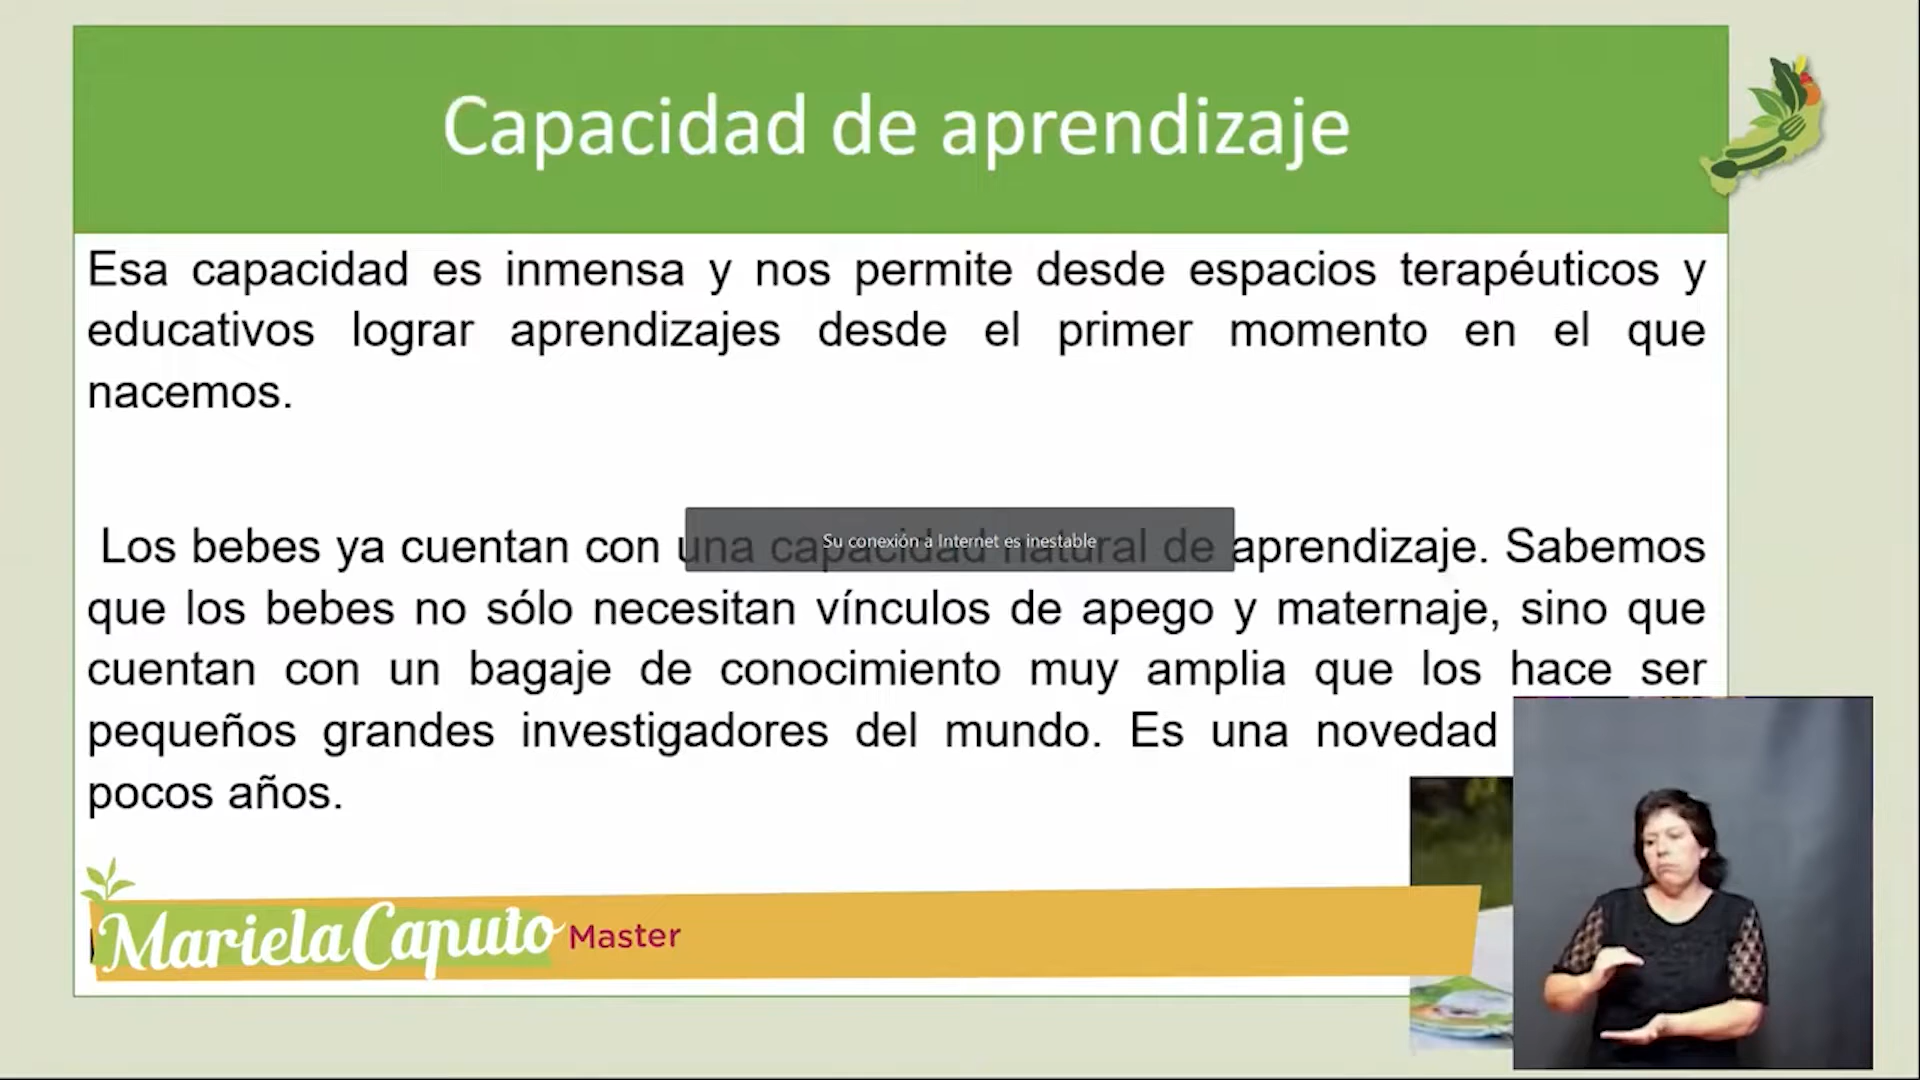 Capacidad de aprendizaje
Esa capacidad es inmensa y nos permite desde espacios terapéuticos y
educativos lograr aprendizajes desde el primer momento en el que
nacemos.
Los bebes ya cuentan con una capacidad natural de aprendizaje. Sabemos
Su conexión a Internet es inestable
que los bebes no sólo necesitan vínculos de apego y maternaje, sino que
cuentan con un bagaje de conocimiento muy amplia que los hace ser
pequeños grandes investigadores del mundo. Es una novedad
pocos años.
Mariela Caputo Master